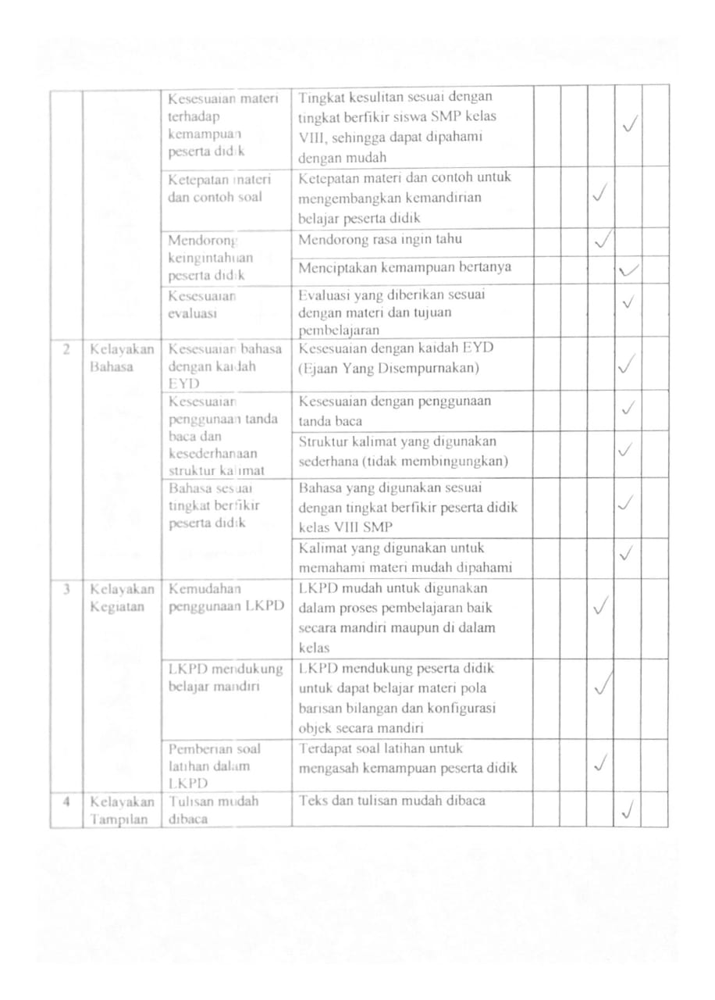 Kesesuaian materi
terhadap
kemampuan
peserta didik
Tingkat kesulitan sesuai dengan
tingkat berfikir siswa SMP kelas
VIII, sehingga dapat dipahami
dengan mudah
✓
Ketepatan materi
dan contoh soal
Ketepatan materi dan contoh untuk
mengembangkan kemandirian
belajar peserta didik
✓
Mendorong
keingintahuan
peserta didik
Mendorong rasa ingin tahu
✓
Menciptakan kemampuan bertanya
✓
Kesesuaian
evaluasi
Evaluasi yang diberikan sesuai
dengan materi dan tujuan
pembelajaran
✓
2
Kelayakan
Bahasa
Kesesuaian bahasa
dengan kaidah
EYD
Kesesuaian dengan kaidah EYD
(Ejaan Yang Disempurnakan)
✓
Kesesuaian
penggunaan tanda
baca dan
kesederhanaan
struktur kalimat
Kesesuaian dengan penggunaan
tanda baca
✓
Struktur kalimat yang digunakan
sederhana (tidak membingungkan)
✓
Bahasa sesuai
tingkat berfikir
peserta didik
Bahasa yang digunakan sesuai
dengan tingkat berfikir peserta didik
kelas VIII SMP
✓
Kalimat yang digunakan untuk
memahami materi mudah dipahami
✓
3
Kelayakan
Kegiatan
Kemudahan
penggunaan LKPD
LKPD mudah untuk digunakan
dalam proses pembelajaran baik
secara mandiri maupun di dalam
kelas
✓
LKPD mendukung
belajar mandiri
LKPD mendukung peserta didik
untuk dapat belajar materi pola
barisan bilangan dan konfigurasi
objek secara mandiri
✓
Pemberian soal
latihan dalam
LKPD
Terdapat soal latihan untuk
mengasah kemampuan peserta didik
✓
4
Kelayakan
Tampilan
Tulisan mudah
dibaca
Teks dan tulisan mudah dibaca
✓